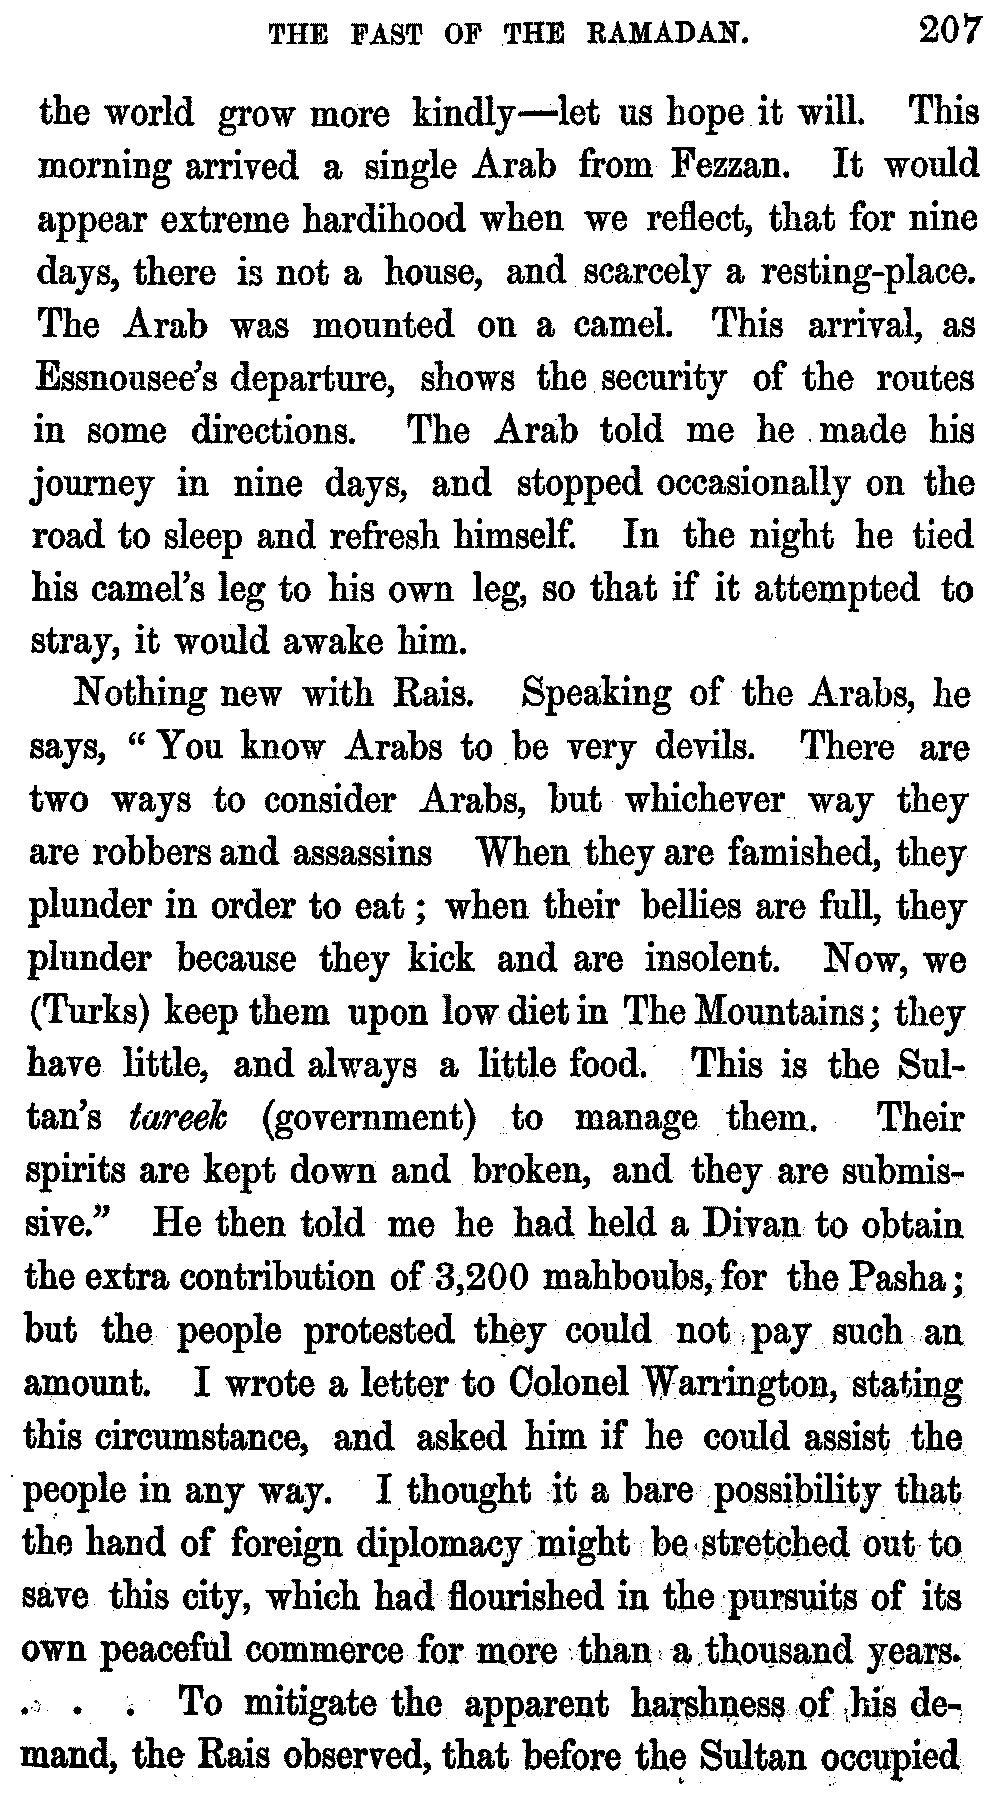 THE FAST OF THE RAMADAN. 207
the world grow more kindly—let us hope it will. This
morning arrived a single Arab from Fezzan. It would
appear extreme hardihood when we reflect, that for nine
days, there is not a house, and scarcely a resting-place.
The Arab was mounted on a camel. This arrival, as
Essnousee's departure, shows the security of the routes
in some directions. The Arab told me he made his
journey in nine days, and stopped occasionally on the
road to sleep and refresh himself. In the night he tied
his camel's leg to his own leg, so that if it attempted to
stray, it would awake him.
Nothing new with Rais. Speaking of the Arabs, he
says, “You know Arabs to be very devils. There are
two ways to consider Arabs, but whichever way they
are robbers and assassins When they are famished, they
plunder in order to eat; when their bellies are full, they
plunder because they kick and are insolent. Now, we
(Turks) keep them upon low diet in The Mountains; they
have little, and always a little food. This is the Sul-
tan's tareek (government) to manage them. Their
spirits are kept down and broken, and they are submis-
sive.” He then told me he had held a Divan to obtain
the extra contribution of 3,200 mahboubs, for the Pasha;
but the people protested they could not pay such an
amount. I wrote a letter to Colonel Warrington, stating
this circumstance, and asked him if he could assist the
people in any way. I thought it a bare possibility that
the hand of foreign diplomacy might be stretched out to
save this city, which had flourished in the pursuits of its
own peaceful commerce for more than a thousand years.
. . . To mitigate the apparent harshness of his de-
mand, the Rais observed, that before the Sultan occupied